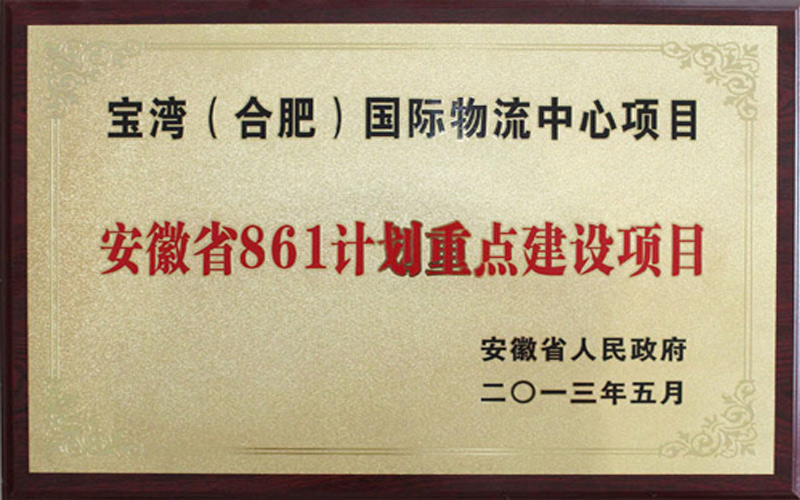 宝湾（合肥）国际物流中心项目
安徽省861计划重点建设项目
安徽省人民政府
二〇一三年五月